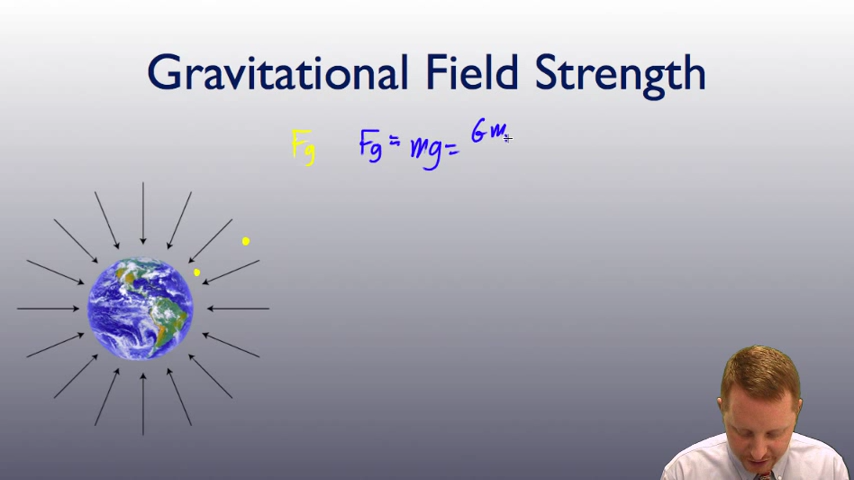 Gravitational Field Strength
Fg Fg = mg = Gm